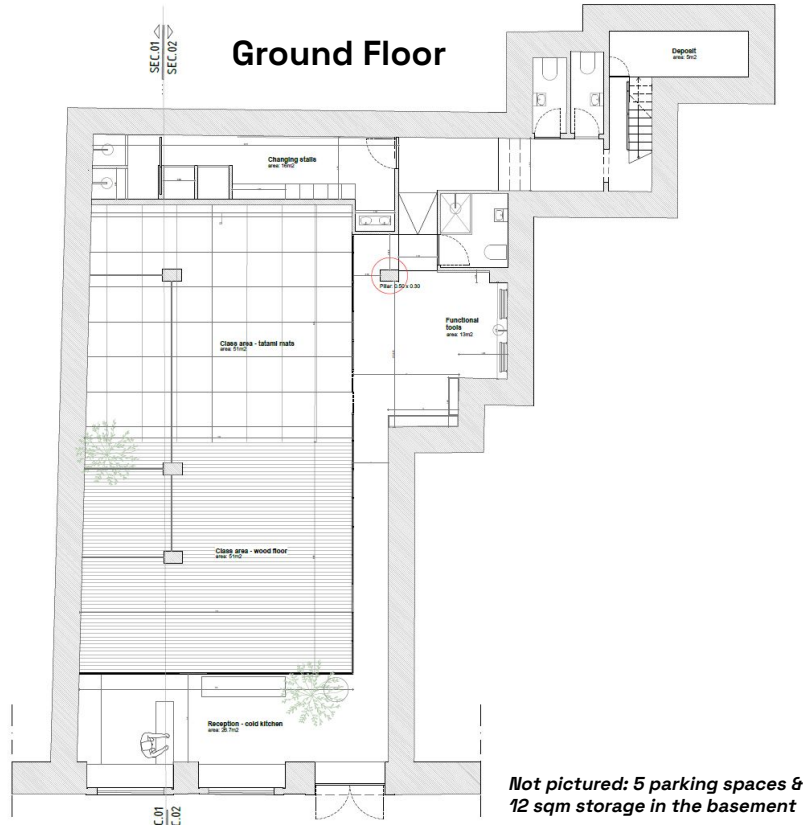 SEC.01
SEC.02
Ground Floor
Deposit
area: 5m2
Changing stalls
area: 16m2
Pillar: 0.50 x 0.30
Functional
tools
area: 13m2
Class area - tatami mats
area: 51m2
Class area - wood floor
area: 51m2
Reception - cold kitchen
area: 26.7m2
Not pictured: 5 parking spaces &
12 sqm storage in the basement
C.01
C.02